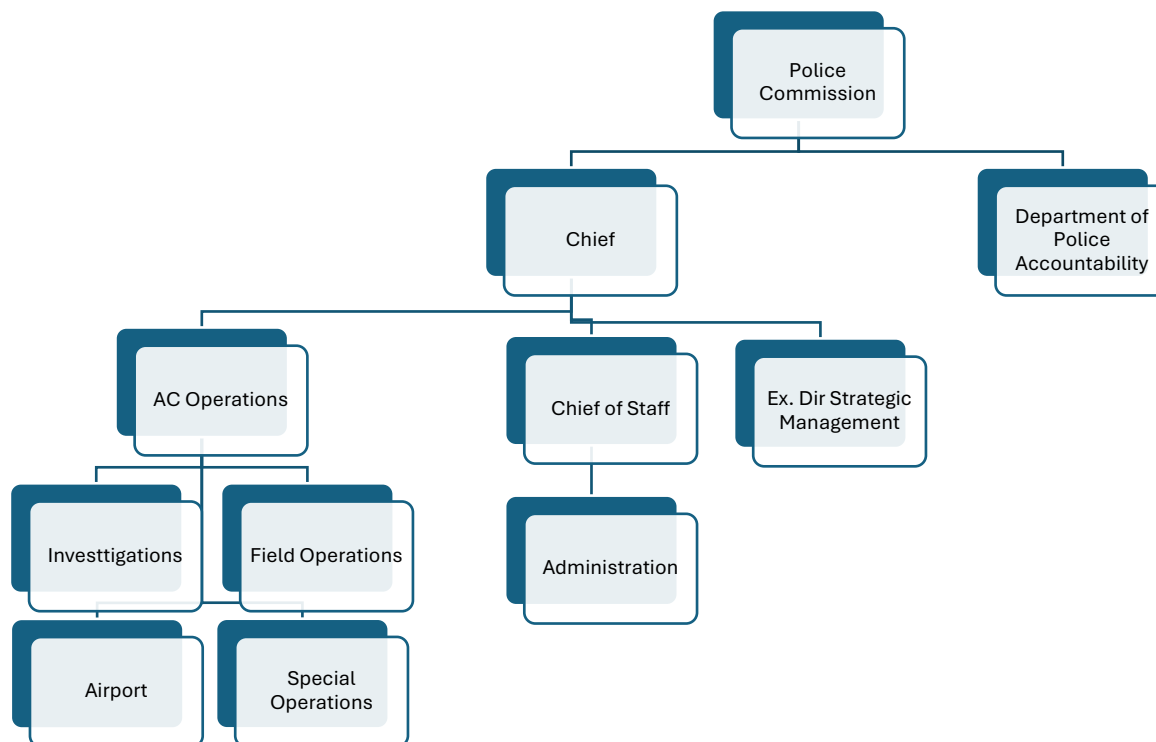 Police
Commission
Chief
Department of
Police
Accountability
AC Operations
Chief of Staff
Ex. Dir Strategic
Management
Investtigations
Field Operations
Administration
Airport
Special
Operations